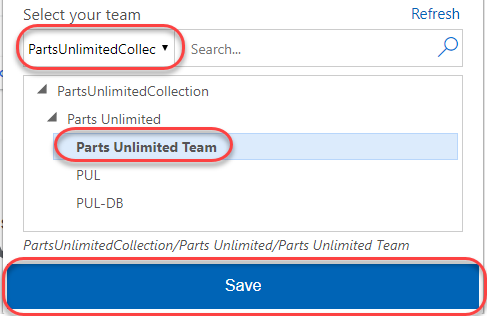 Select your team Refresh
PartsUnlimitedCollec Search...
PartsUnlimitedCollection
Parts Unlimited
Parts Unlimited Team
PUL
PUL-DB
PartsUnlimitedCollection/Parts Unlimited/Parts Unlimited Team
Save